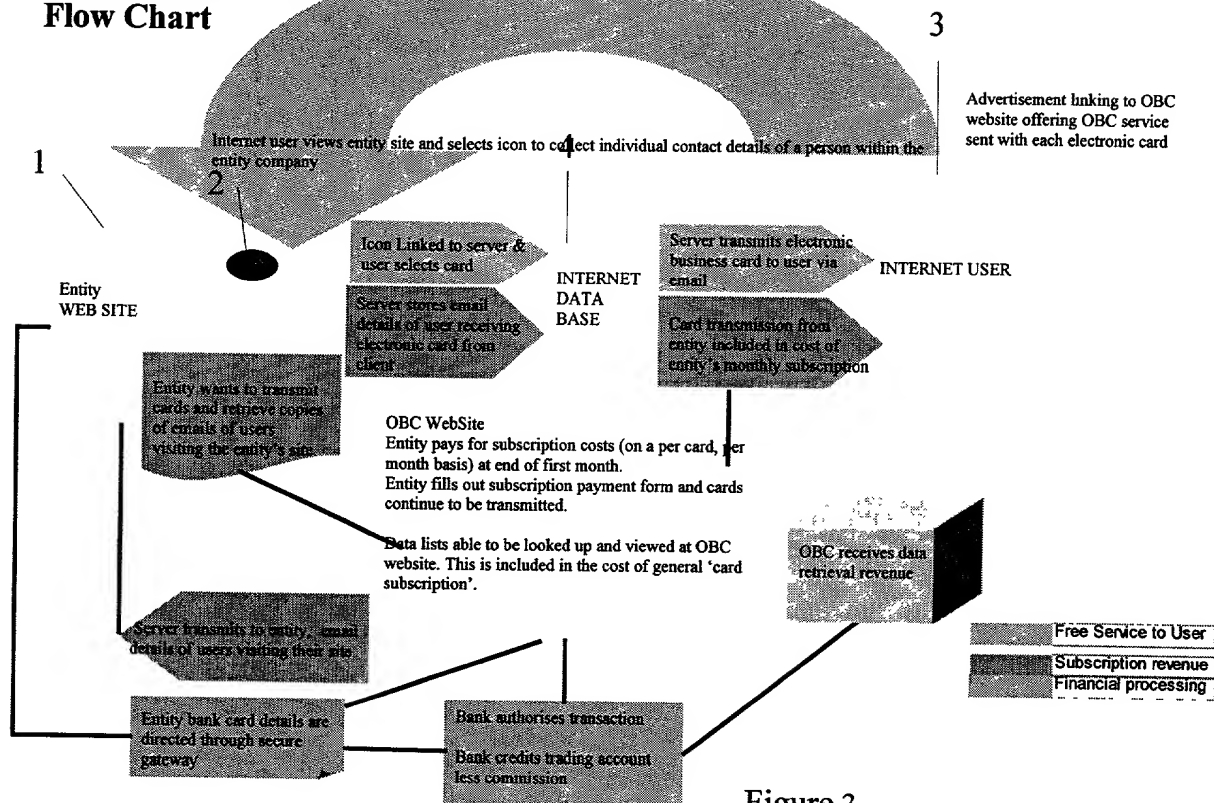 Flow Chart
3
Advertisement linking to OBC
website offering OBC service
sent with each electronic card
Internet user views entity site and selects icon to collect individual contact details of a person within the
entity company
1
2
4
Icon Linked to server &
user selects card
Server transmits electronic
business card to user via
email
INTERNET USER
INTERNET
DATA
BASE
Entity
WEB SITE
Server stores email
details of user receiving
electronic card from
client
Card transmission from
entity included in cost of
entity's monthly subscription
Entity wants to transmit
cards and retrieve copies
of emails of users
visiting the entity's site
OBC WebSite
Entity pays for subscription costs (on a per card, per
month basis) at end of first month.
Entity fills out subscription payment form and cards
continue to be transmitted.
Data lists able to be looked up and viewed at OBC
website. This is included in the cost of general 'card
subscription'.
OBC receives data
retrieval revenue
Server transmits to entity, email
details of users visiting their site
Free Service to User
Subscription revenue
Financial processing
Entity bank card details are
directed through secure
gateway
Bank authorises transaction
Bank credits trading account
less commission
Figure